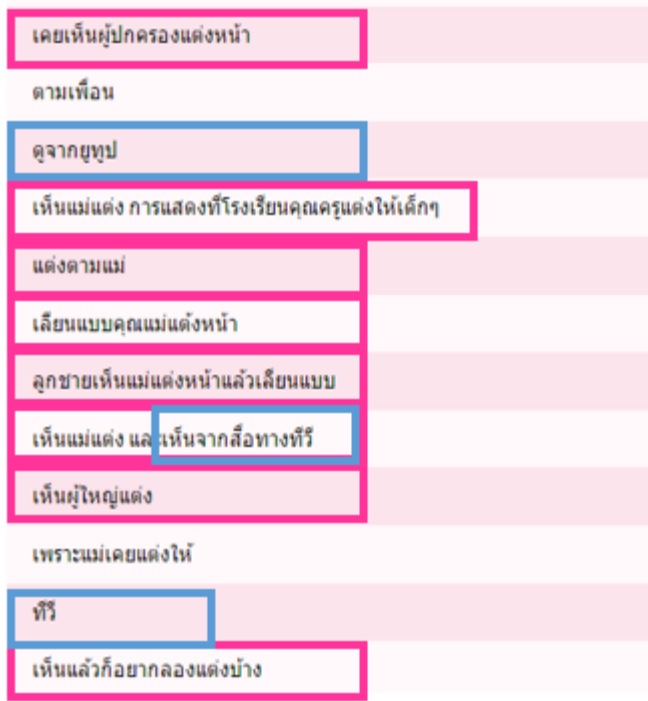 เคยเห็นผู้ปกครองแต่งหน้า
ตามเพื่อน
ดูจากยูทูป
เห็นแม่แต่ง การแสดงที่โรงเรียนคุณครูแต่งให้เด็กๆ
แต่งตามแม่
เลียนแบบคุณแม่แต่งหน้า
ลูกชายเห็นแม่แต่งหน้าแล้วเลียนแบบ
เห็นแม่แต่ง และเห็นจากสื่อทางทีวี
เห็นผู้ใหญ่แต่ง
เพราะแม่เคยแต่งให้
ทีวี
เห็นแล้วก็อยากลองแต่งบ้าง